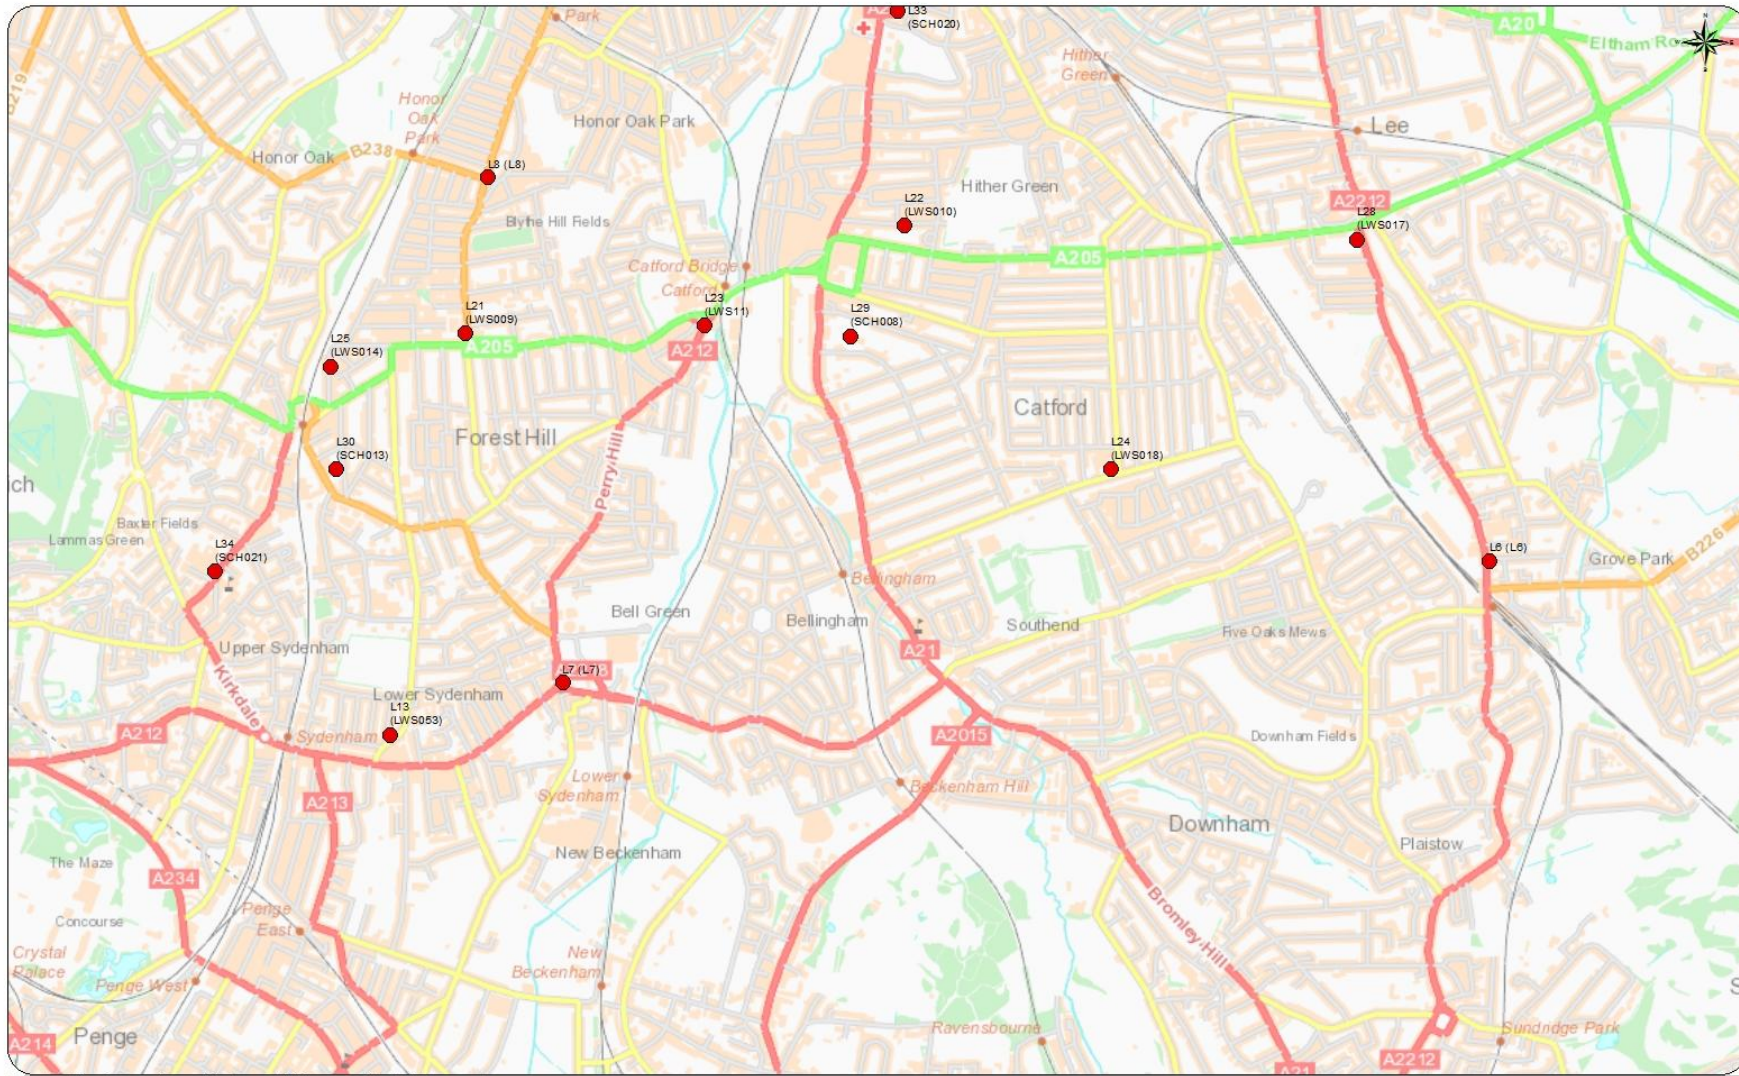 Park
A2
L33
(SCH020)
A20
Eltham Ro
B219
Hither
Green
Honor
Oak
Park
Honor Oak Park
Lee
B238
Honor Oak
L8 (L8)
Hither Green
A2212
L22
(LWS010)
L28
(LWS017)
Blythe Hill Fields
Catford Bridge
Catford
A205
L23
(LWS11)
L21
(LWS009)
L29
(SCH008)
A205
A212
L25
(LWS014)
Catford
Forest Hill
L30
(SCH013)
L24
(LWS018)
Perry Hill
ich
Baxter Fields
Lammas Green
L34
(SCH021)
L6 (L6)
Grove Park
B226
Bellingham
Bell Green
Bellingham
Southend
Five Oaks Mews
Upper Sydenham
A21
Kirkdale
L7 (L7)
Lower Sydenham
L13
(LWS053)
A212
Sydenham
A2015
Downham Fields
Lower
Sydenham
Beckenham Hill
A213
Downham
Plaistow
New Beckenham
The Maze
A234
Bromley Hill
Penge
East
Concourse
Crystal
Palace
New
Beckenham
Penge West
S
Ravensbourne
Sundridge Park
Penge
A214
A2212
A21